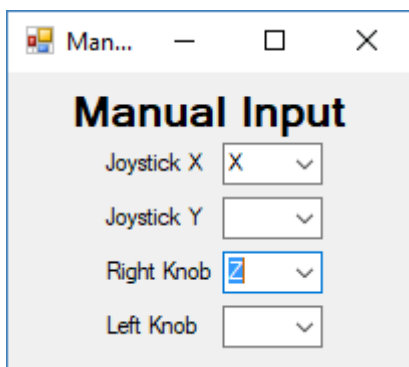 Man...
Manual Input
Joystick X X
Joystick Y
Right Knob Z
Left Knob